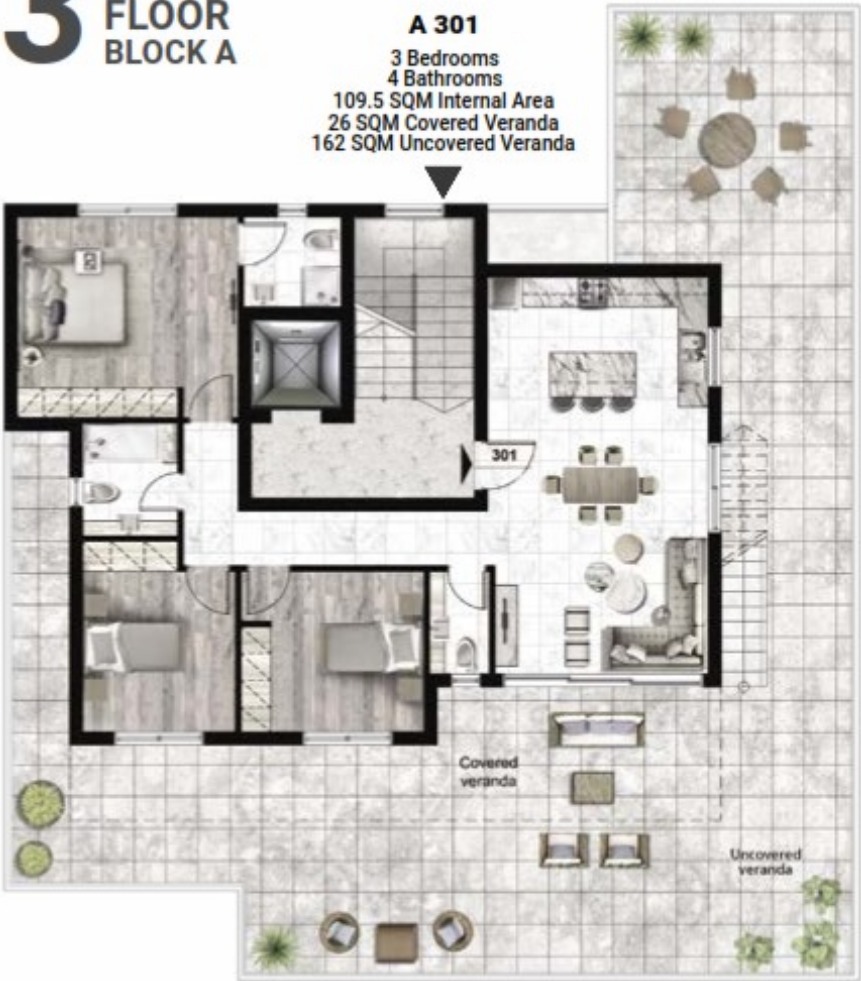 3 FLOOR
BLOCK A
A 301
3 Bedrooms
4 Bathrooms
109.5 SQM Internal Area
26 SQM Covered Veranda
162 SQM Uncovered Veranda
301
Covered
veranda
Uncovered
veranda